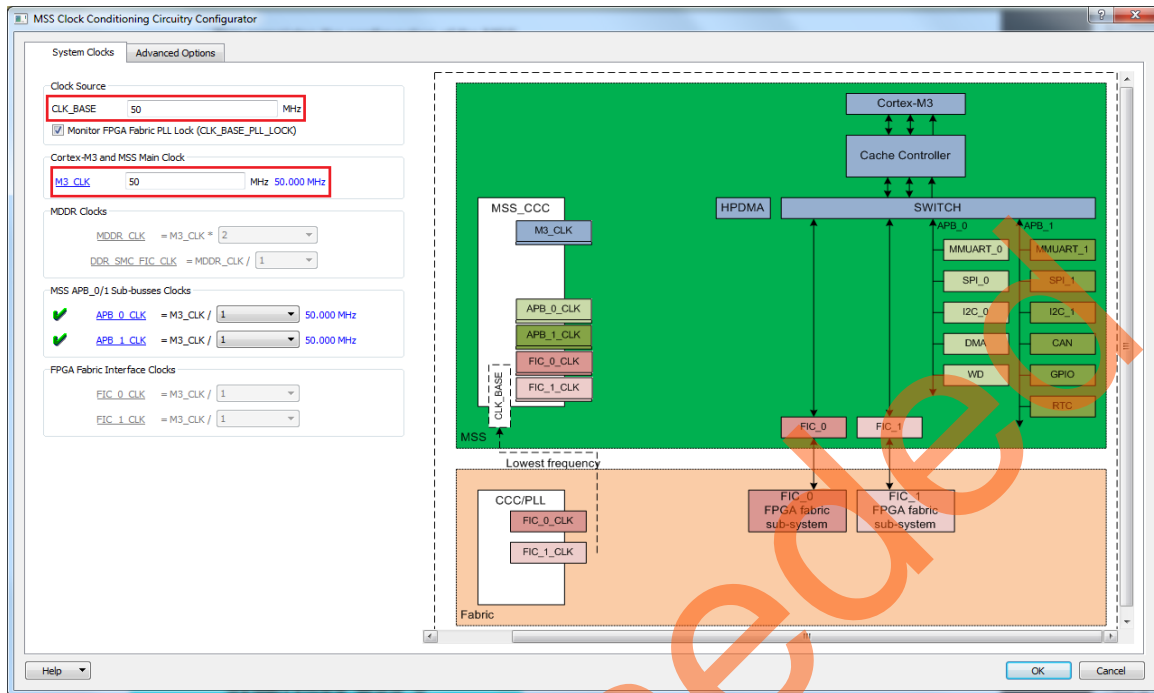 MSS Clock Conditioning Circuitry Configurator
System Clocks
Advanced Options
Clock Source
CLK_BASE 50 MHz
Monitor FPGA Fabric PLL Lock (CLK_BASE_PLL_LOCK)
Cortex-M3 and MSS Main Clock
M3_CLK 50 MHz 50.000 MHz
MDDR Clocks
MDDR_CLK = M3_CLK * 2
DDR_SMC_FIC_CLK = MDDR_CLK / 1
MSS APB_0/1 Sub-busses Clocks
APB_0_CLK = M3_CLK / 1 50.000 MHz
APB_1_CLK = M3_CLK / 1 50.000 MHz
FPGA Fabric Interface Clocks
FIC_0_CLK = M3_CLK / 1
FIC_1_CLK = M3_CLK / 1
Cortex-M3
Cache Controller
MSS_CCC
HPDMA
SWITCH
M3_CLK
APB_0
APB_1
MMUART_0
MMUART_1
SPI_0
SPI_1
I2C_0
I2C_1
DMA
CAN
WD
GPIO
RTC
APB_0_CLK
APB_1_CLK
FIC_0_CLK
FIC_1_CLK
CLK_BASE
FIC_0
FIC_1
MSS
Lowest frequency
CCC/PLL
FIC_0_CLK
FIC_1_CLK
FIC_0
FPGA fabric
sub-system
FIC_1
FPGA fabric
sub-system
Fabric
Help
OK
Cancel
eded